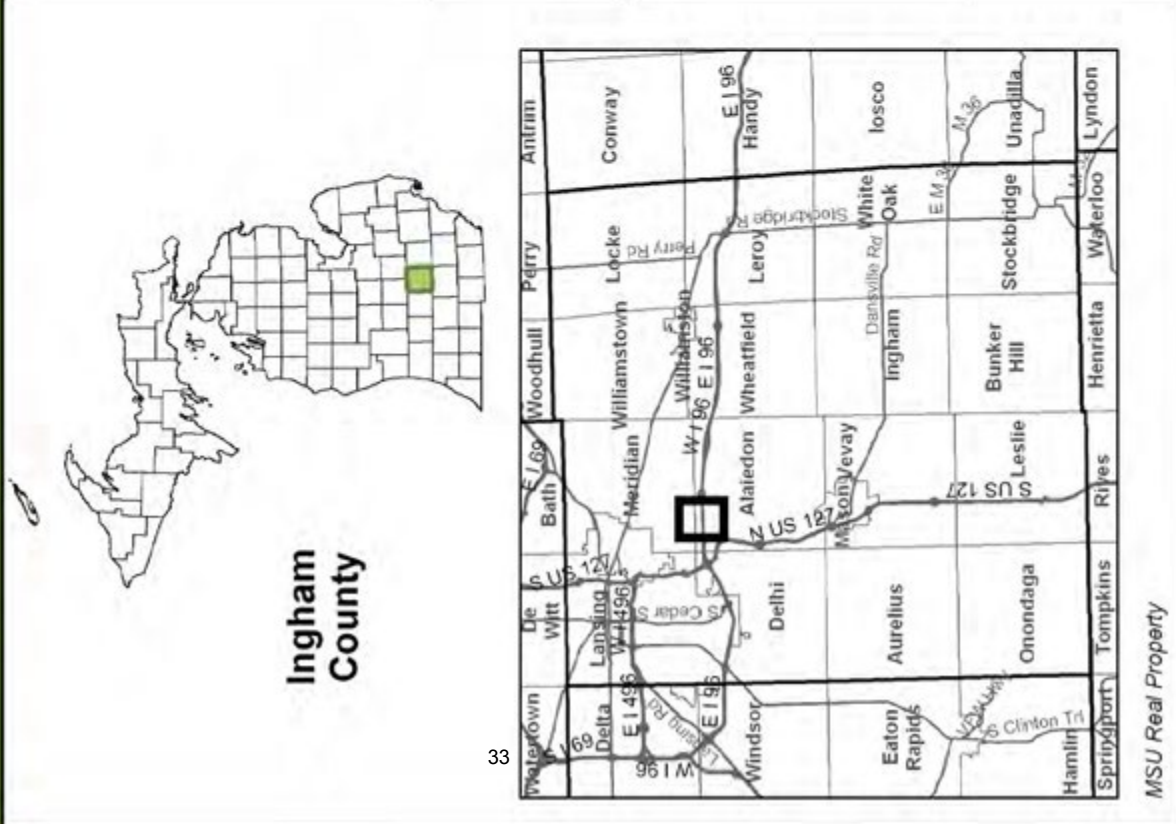 Ingham
County
Watertown
De
Witt
Bath
Woodhull
Perry
Antrim
S I 69
E I 69
S US 127
Delta
Lansing
Meridian
Williamstown
Locke
Conway
E I 496
W I 496
W I 96
Lansing Rd
E I 96
S Cedar St
Williamston
Perry Rd
W I 96 E I 96
E I 96
Windsor
Delhi
Alaiedon
Wheatfield
Leroy
Handy
N US 127
Stockbridge Rd
Mason
Vevay
Dansville Rd
Eaton
Rapids
Aurelius
Ingham
White
Oak
Iosco
E M 36
M 36
VFW Hwy
S Clinton Trl
S US 127
Onondaga
Leslie
Bunker
Hill
Stockbridge
Unadilla
Hamlin
Springport
Tompkins
Rives
Henrietta
Waterloo
Lyndon
MSU Real Property
33